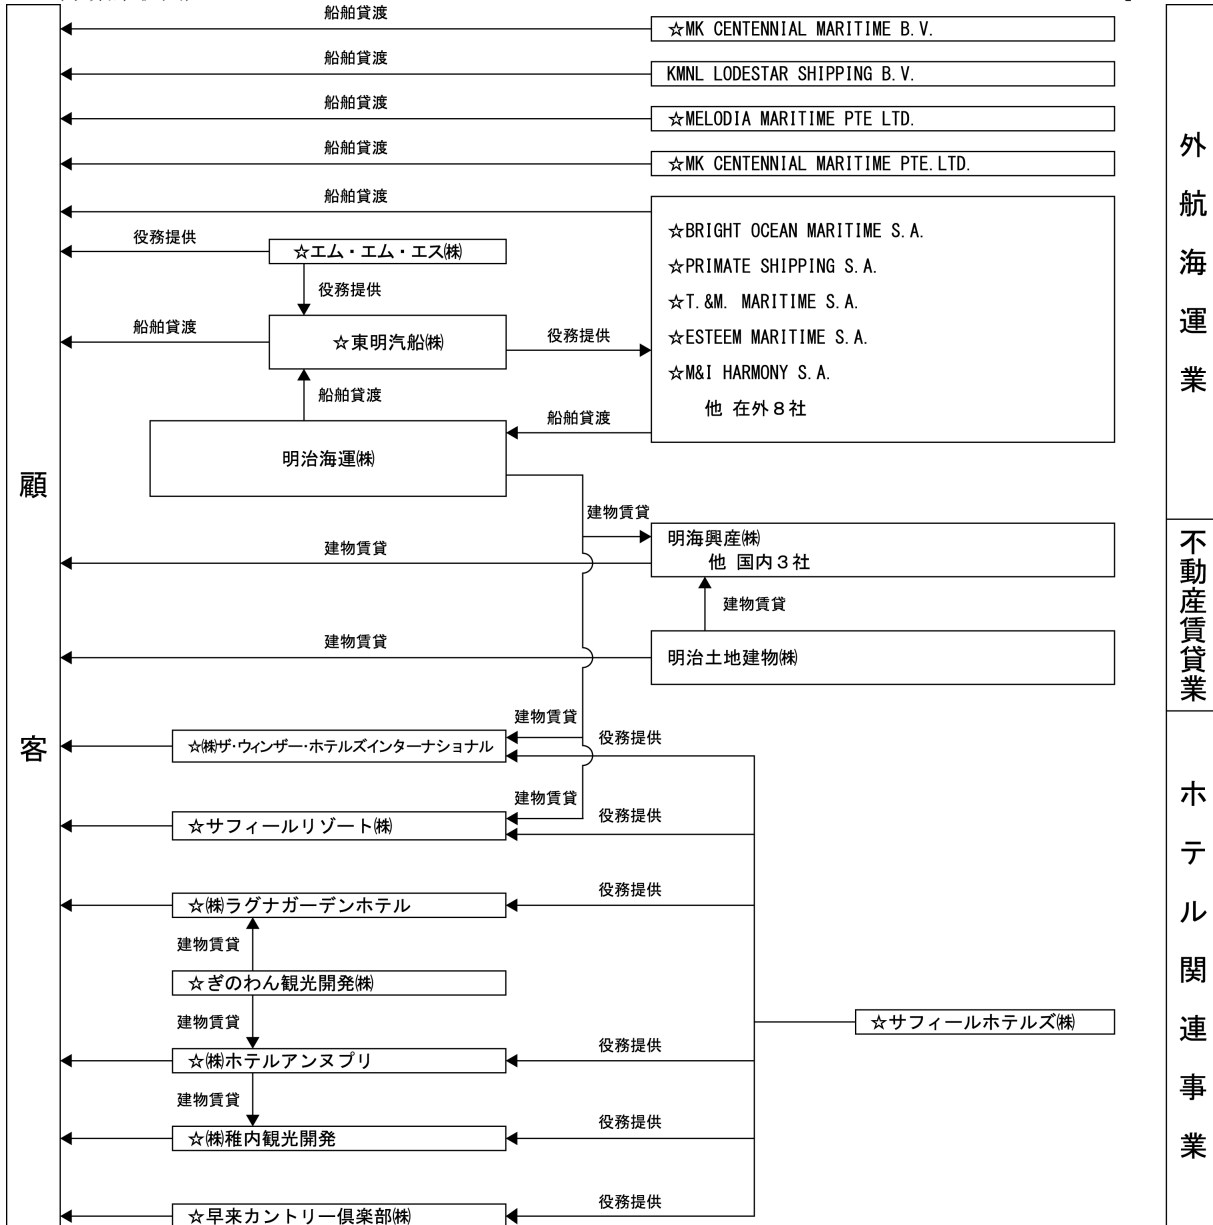 船舶貸渡
☆MK CENTENNIAL MARITIME B.V.
船舶貸渡
KMNL LODESTAR SHIPPING B.V.
船舶貸渡
☆MELODIA MARITIME PTE LTD.
船舶貸渡
☆MK CENTENNIAL MARITIME PTE.LTD.
船舶貸渡
☆BRIGHT OCEAN MARITIME S.A.
☆PRIMATE SHIPPING S.A.
☆T.&M. MARITIME S.A.
☆ESTEEM MARITIME S.A.
☆M&I HARMONY S.A.
他 在外8社
役務提供
☆エム・エム・エス㈱
役務提供
船舶貸渡
☆東明汽船㈱
役務提供
船舶貸渡
船舶貸渡
明治海運㈱
建物賃貸
明海興産㈱
他 国内3社
建物賃貸
建物賃貸
建物賃貸
明治土地建物㈱
建物賃貸
☆㈱ザ・ウィンザー・ホテルズインターナショナル
役務提供
建物賃貸
☆サフィールリゾート㈱
役務提供
☆㈱ラグナガーデンホテル
役務提供
建物賃貸
☆ぎのわん観光開発㈱
建物賃貸
☆サフィールホテルズ㈱
☆㈱ホテルアンヌプリ
役務提供
建物賃貸
☆㈱稚内観光開発
役務提供
☆早来カントリー倶楽部㈱
役務提供
顧客
外航海運業
不動産賃貸業
ホテル関連事業